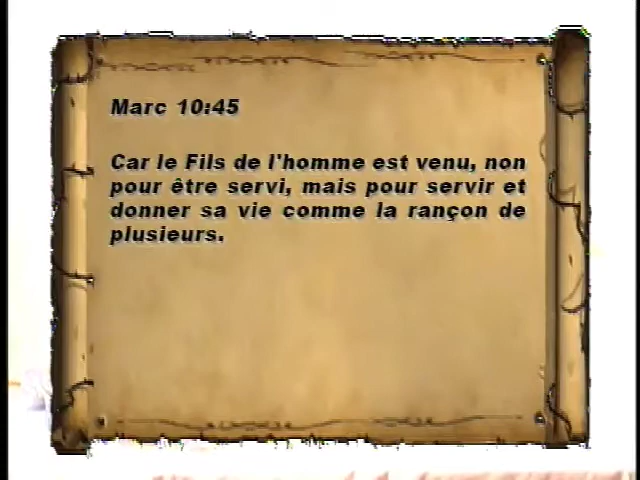 Marc 10:45
Car le Fils de l'homme est venu, non
pour être servi, mais pour servir et
donner sa vie comme la rançon de
plusieurs.